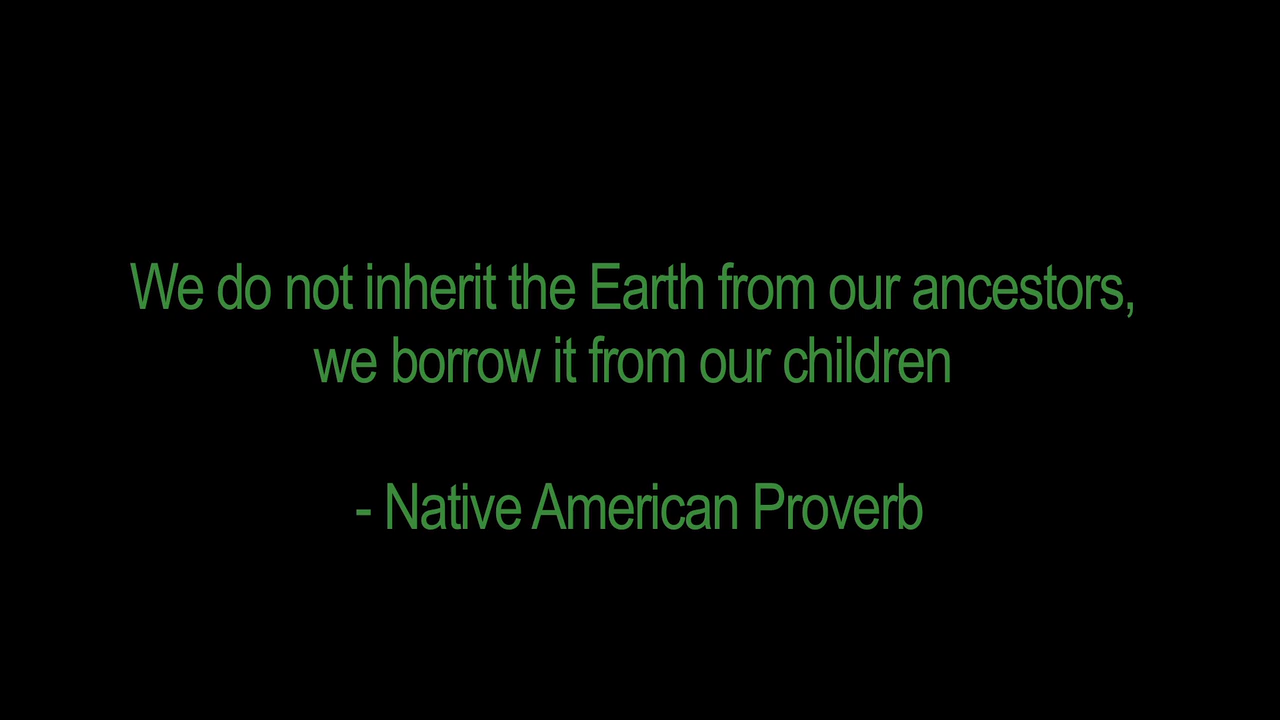 We do not inherit the Earth from our ancestors,
we borrow it from our children
- Native American Proverb